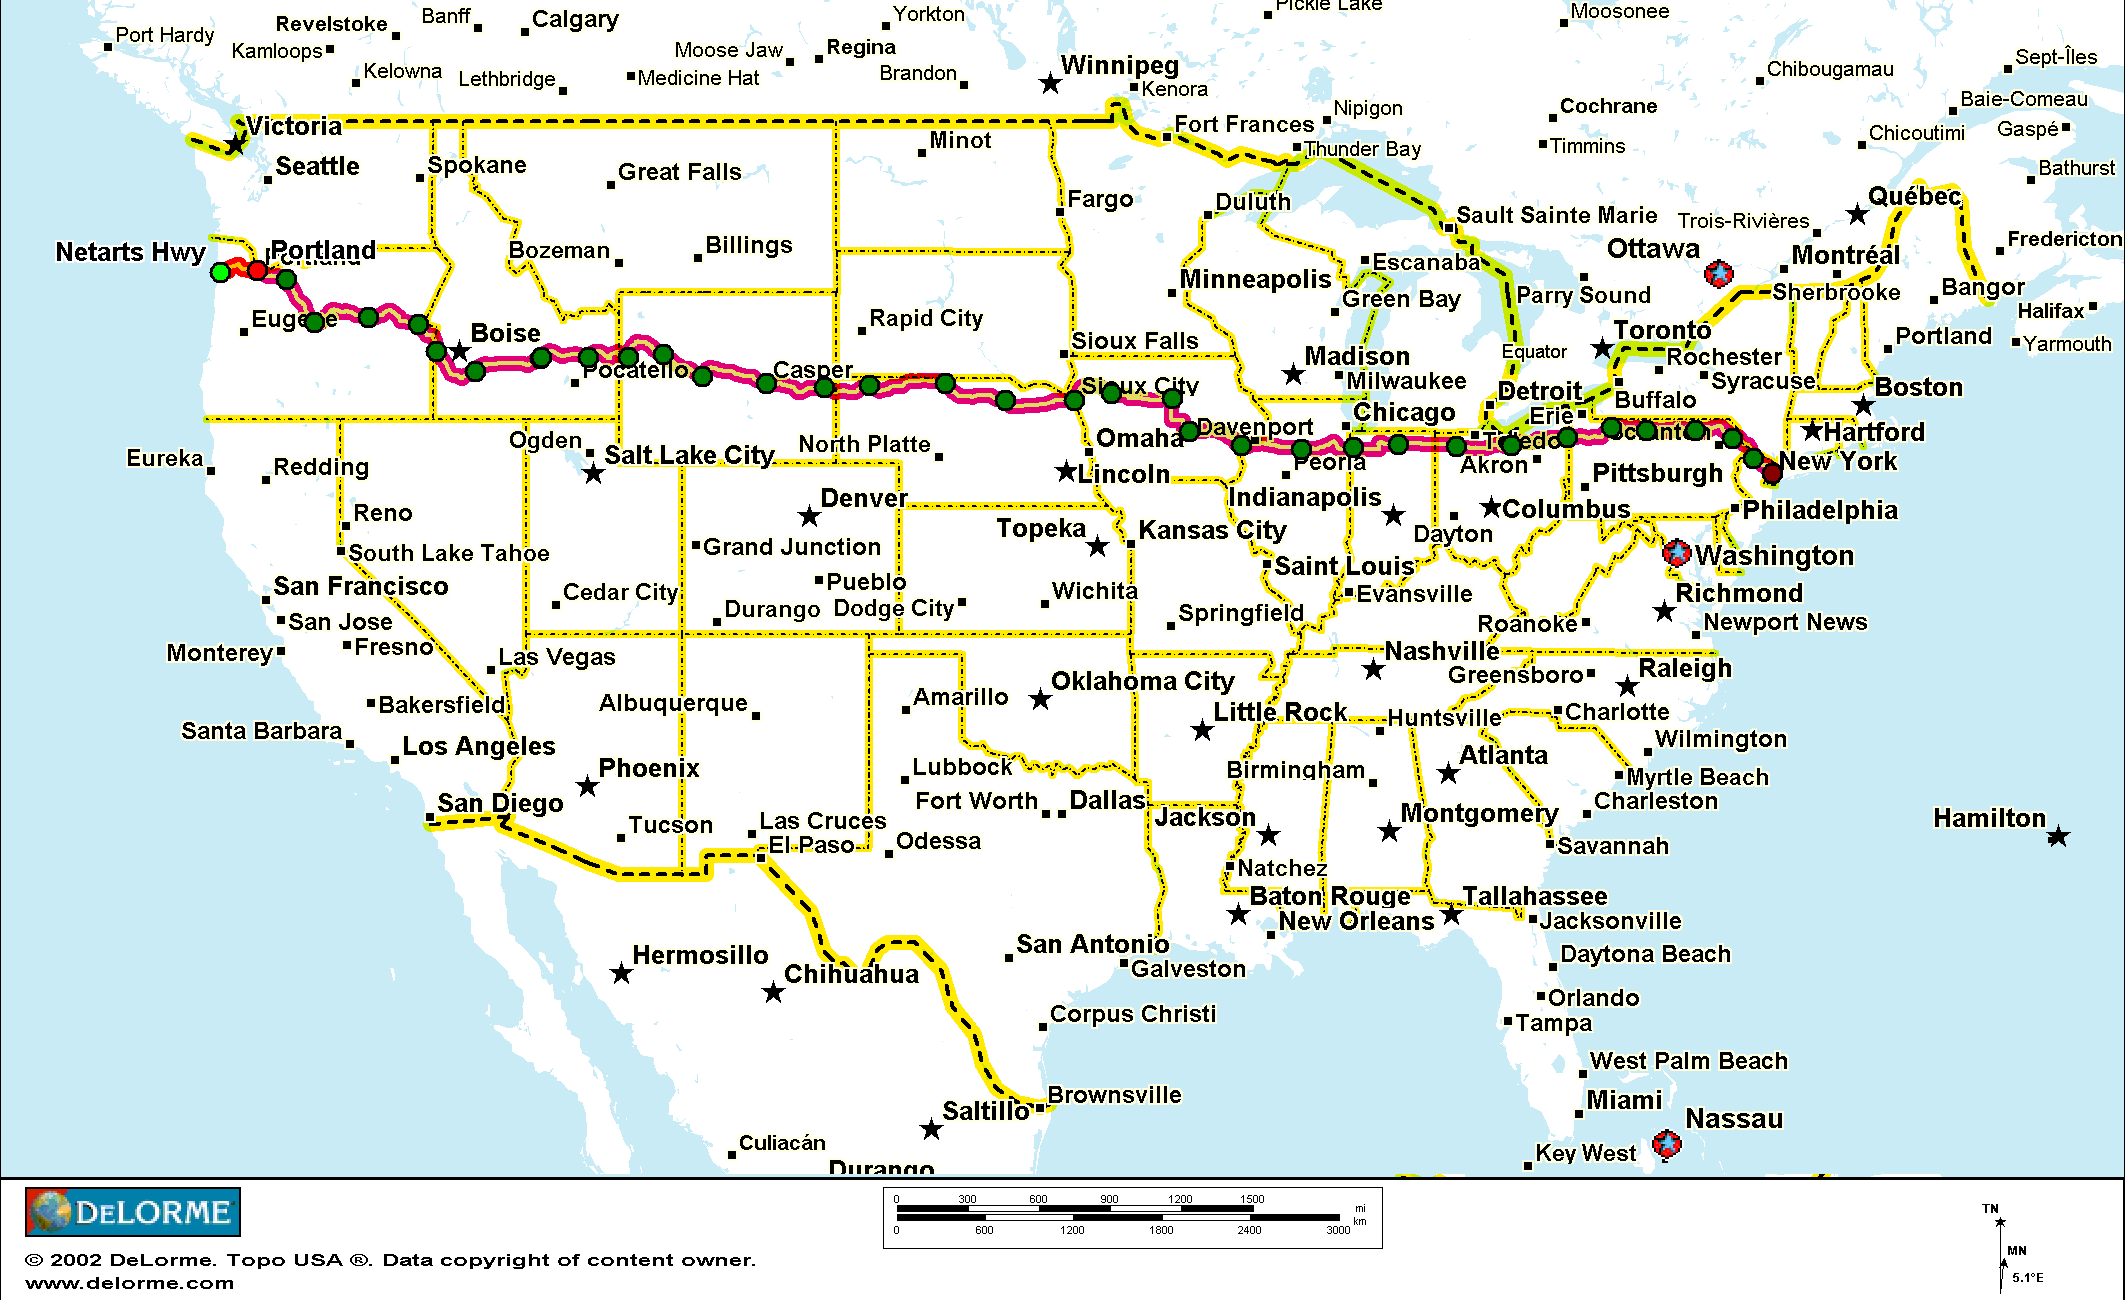 Pickle Lake
Moosonee
Yorkton
Banff
Calgary
Revelstoke
Port Hardy
Kamloops
Moose Jaw
Regina
Sept-Îles
Kelowna
Lethbridge
Medicine Hat
Brandon
Winnipeg
Kenora
Chibougamau
Baie-Comeau
Nipigon
Cochrane
Victoria
Fort Frances
Chicoutimi
Gaspé
Minot
Timmins
Thunder Bay
Seattle
Spokane
Great Falls
Bathurst
Fargo
Duluth
Québec
Sault Sainte Marie
Trois-Rivières
Netarts Hwy
Portland
Bozeman
Billings
Ottawa
Fredericton
Montréal
Escanaba
Minneapolis
Green Bay
Parry Sound
Sherbrooke
Bangor
Halifax
Eugene
Boise
Rapid City
Sioux Falls
Toronto
Portland
Yarmouth
Equator
Madison
Rochester
Pocatello
Casper
Sioux City
Milwaukee
Detroit
Syracuse
Boston
Buffalo
Chicago
Erie
Davenport
Toledo
Scranton
Hartford
Omaha
Ogden
North Platte
Eureka
Redding
Salt Lake City
Lincoln
Peoria
Akron
Pittsburgh
New York
Denver
Indianapolis
Columbus
Philadelphia
Reno
Topeka
Kansas City
Dayton
South Lake Tahoe
Grand Junction
Washington
San Francisco
Pueblo
Saint Louis
Cedar City
Wichita
Evansville
Richmond
Durango
Dodge City
Springfield
San Jose
Roanoke
Newport News
Monterey
Fresno
Las Vegas
Nashville
Greensboro
Raleigh
Bakersfield
Albuquerque
Amarillo
Oklahoma City
Little Rock
Huntsville
Charlotte
Santa Barbara
Los Angeles
Wilmington
Phoenix
Lubbock
Birmingham
Atlanta
Myrtle Beach
San Diego
Fort Worth
Dallas
Charleston
Tucson
Las Cruces
Jackson
Montgomery
Hamilton
El Paso
Odessa
Savannah
Natchez
Baton Rouge
Tallahassee
New Orleans
Jacksonville
Hermosillo
Chihuahua
San Antonio
Galveston
Daytona Beach
Orlando
Corpus Christi
Tampa
West Palm Beach
Brownsville
Miami
Saltillo
Nassau
Culiacán
Key West
Durango
DELORME
0 300 600 900 1200 1500
mi
km
0 600 1200 1800 2400 3000
TN
MN
5.1°E
© 2002 DeLorme. Topo USA ®. Data copyright of content owner.
www.delorme.com